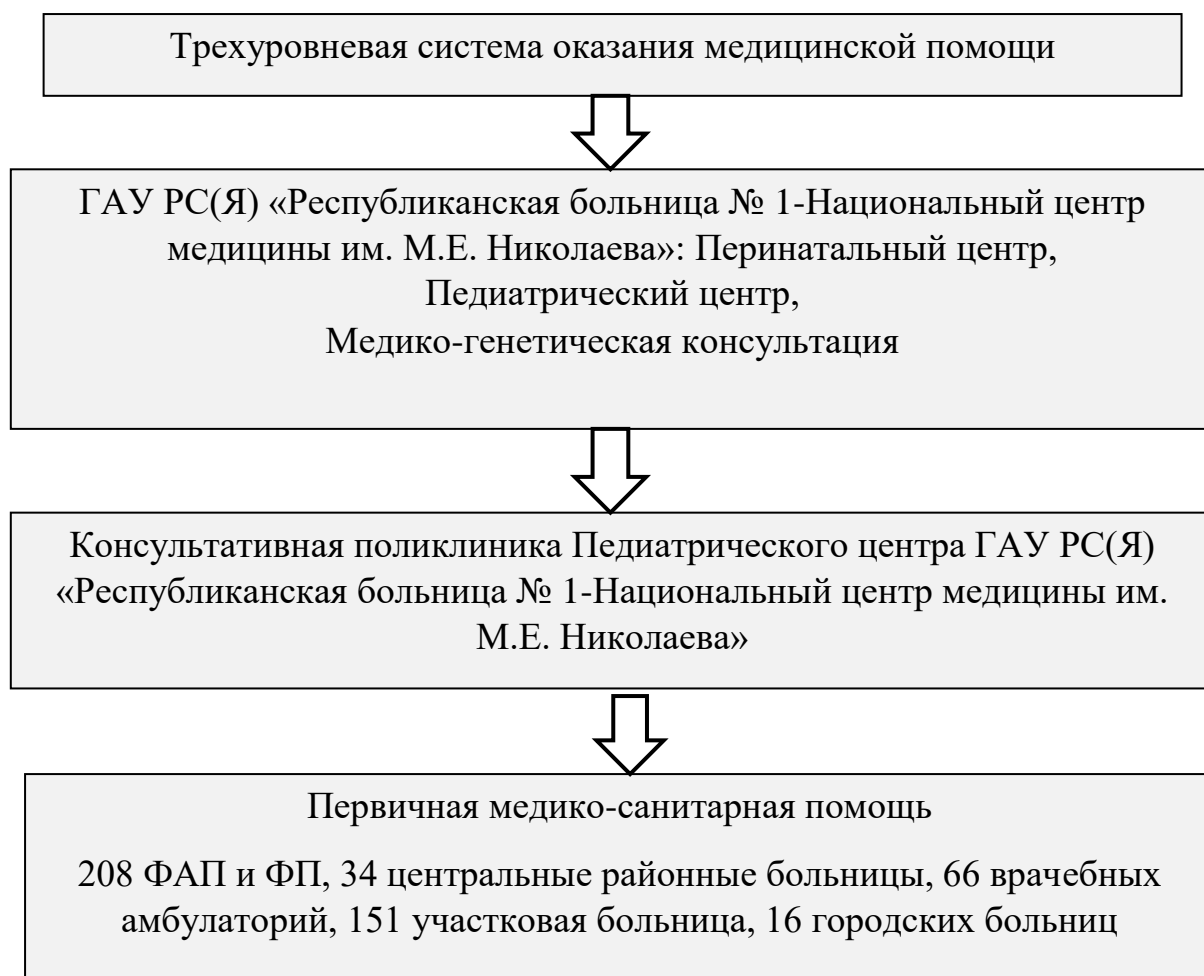 Трехуровневая система оказания медицинской помощи
ГАУ РС(Я) «Республиканская больница № 1-Национальный центр
медицины им. М.Е. Николаева»: Перинатальный центр,
Педиатрический центр,
Медико-генетическая консультация
Консультативная поликлиника Педиатрического центра ГАУ РС(Я)
«Республиканская больница № 1-Национальный центр медицины им.
М.Е. Николаева»
Первичная медико-санитарная помощь
208 ФАП и ФП, 34 центральные районные больницы, 66 врачебных
амбулаторий, 151 участковая больница, 16 городских больниц